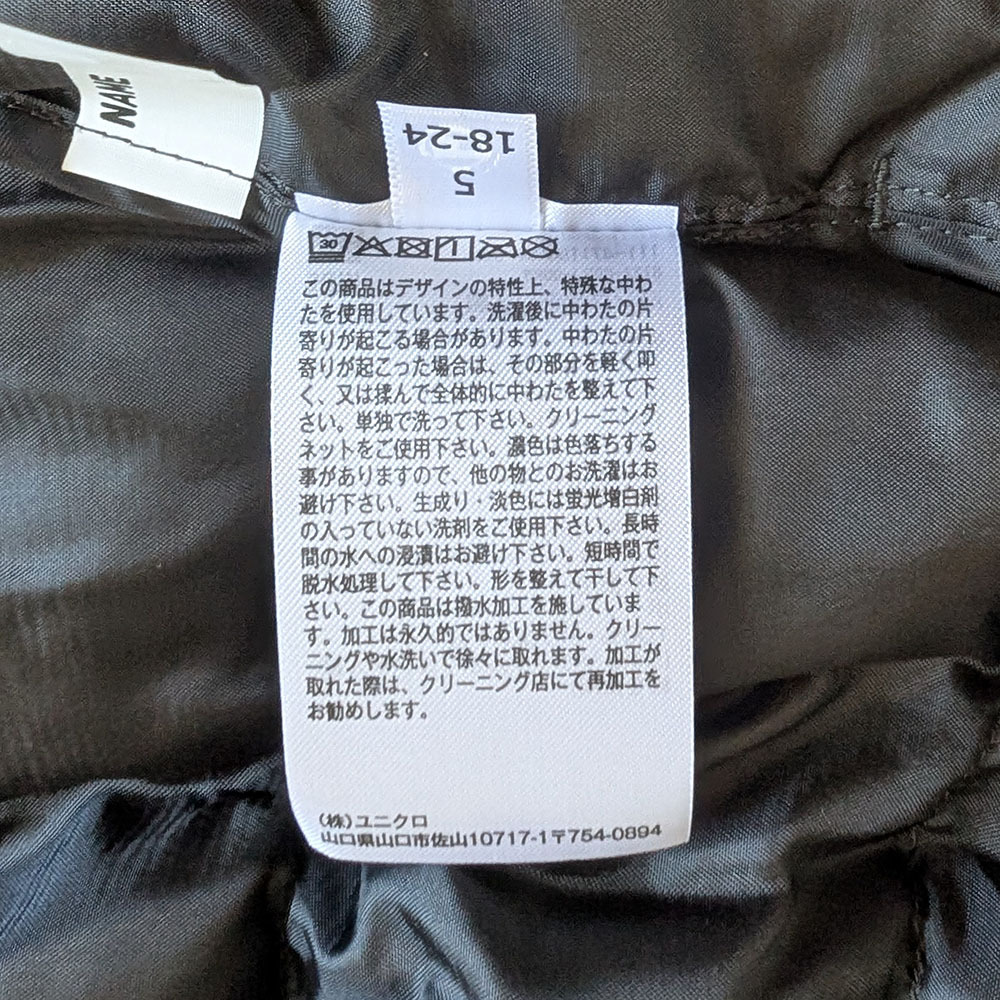 NAME
18-24
5
30
この商品はデザインの特性上、特殊な中わ
たを使用しています。洗濯後に中わたの片
寄りが起こる場合があります。中わたの片
寄りが起こった場合は、その部分を軽く叩
く、又は揉んで全体的に中わたを整えて下
さい。単独で洗って下さい。クリーニング
ネットをご使用下さい。濃色は色落ちする
事がありますので、他の物とのお洗濯はお
避け下さい。生成り・淡色には蛍光増白剤
の入っていない洗剤をご使用下さい。長時
間の水への浸漬はお避け下さい。短時間で
脱水処理して下さい。形を整えて干して下
さい。この商品は撥水加工を施していま
す。加工は永久的ではありません。クリー
ニングや水洗いで徐々に取れます。加工が
取れた際は、クリーニング店にて再加工を
お勧めします。
(株)ユニクロ
山口県山口市佐山10717-1〒754-0894